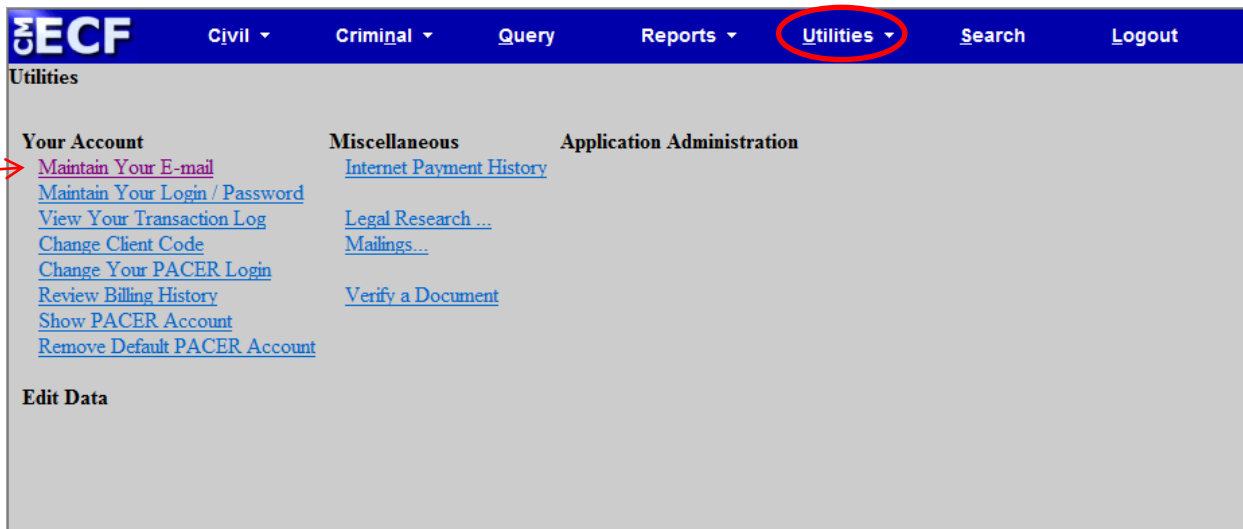 CM ECF Civil Criminal Query Reports Utilities Search Logout
Utilities
Your Account Miscellaneous Application Administration
Maintain Your E-mail Internet Payment History
Maintain Your Login / Password
View Your Transaction Log Legal Research ...
Change Client Code Mailings...
Change Your PACER Login
Review Billing History Verify a Document
Show PACER Account
Remove Default PACER Account
Edit Data